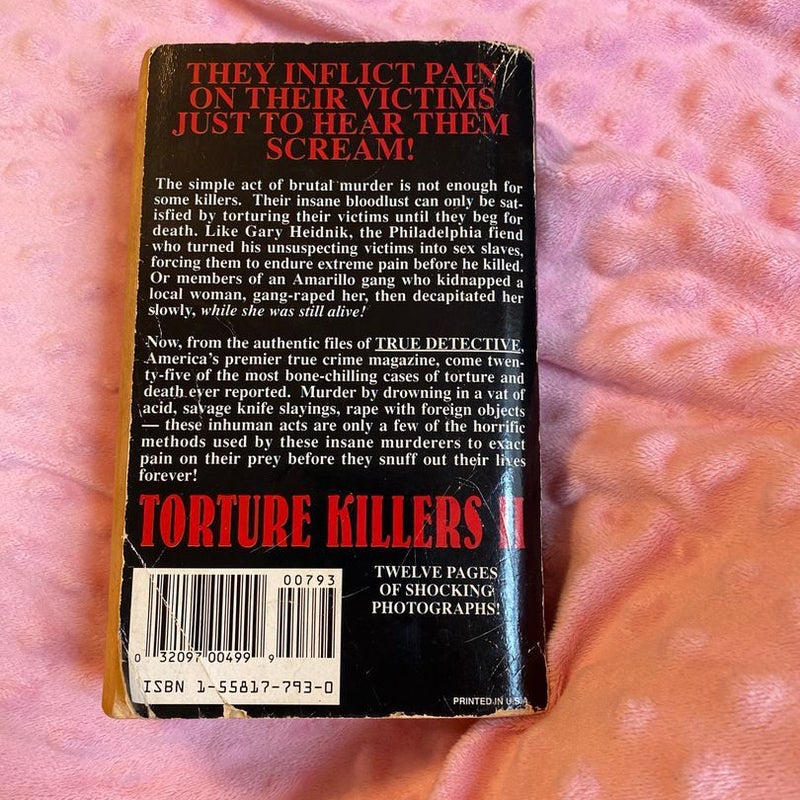 THEY INFLICT PAIN
ON THEIR VICTIMS
JUST TO HEAR THEM
SCREAM!
The simple act of brutal murder is not enough for
some killers. Their insane bloodlust can only be sat-
isfied by torturing their victims until they beg for
death. Like Gary Heidnik, the Philadelphia fiend
who turned his unsuspecting victims into sex slaves,
forcing them to endure extreme pain before he killed.
Or members of an Amarillo gang who kidnapped a
local woman, gang-raped her, then decapitated her
slowly, while she was still alive!
Now, from the authentic files of TRUE DETECTIVE,
America's premier true crime magazine, come twen-
ty-five of the most bone-chilling cases of torture and
death ever reported. Murder by drowning in a vat of
acid, savage knife slayings, rape with foreign objects
— these inhuman acts are only a few of the horrific
methods used by these insane murderers to exact
pain on their prey before they snuff out their lives
forever!
TORTURE KILLERS II
TWELVE PAGES
OF SHOCKING
PHOTOGRAPHS!
00793
0 32097 00499 9
ISBN 1-55817-793-0
PRINTED IN U.S.A.